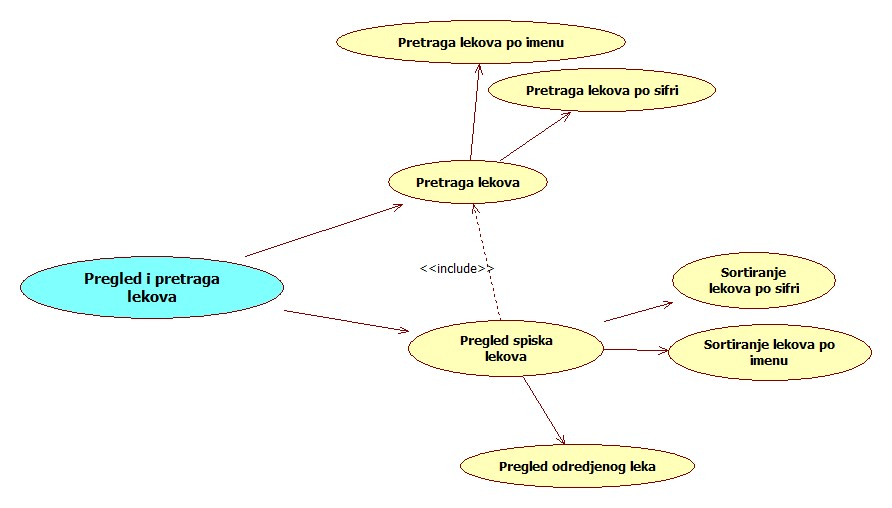 Pretraga lekova po imenu
Pretraga lekova po sifri
Pretraga lekova
<<include>>
Pregled i pretraga
lekova
Sortiranje
lekova po sifri
Pregled spiska
lekova
Sortiranje lekova po
imenu
Pregled odredjenog leka